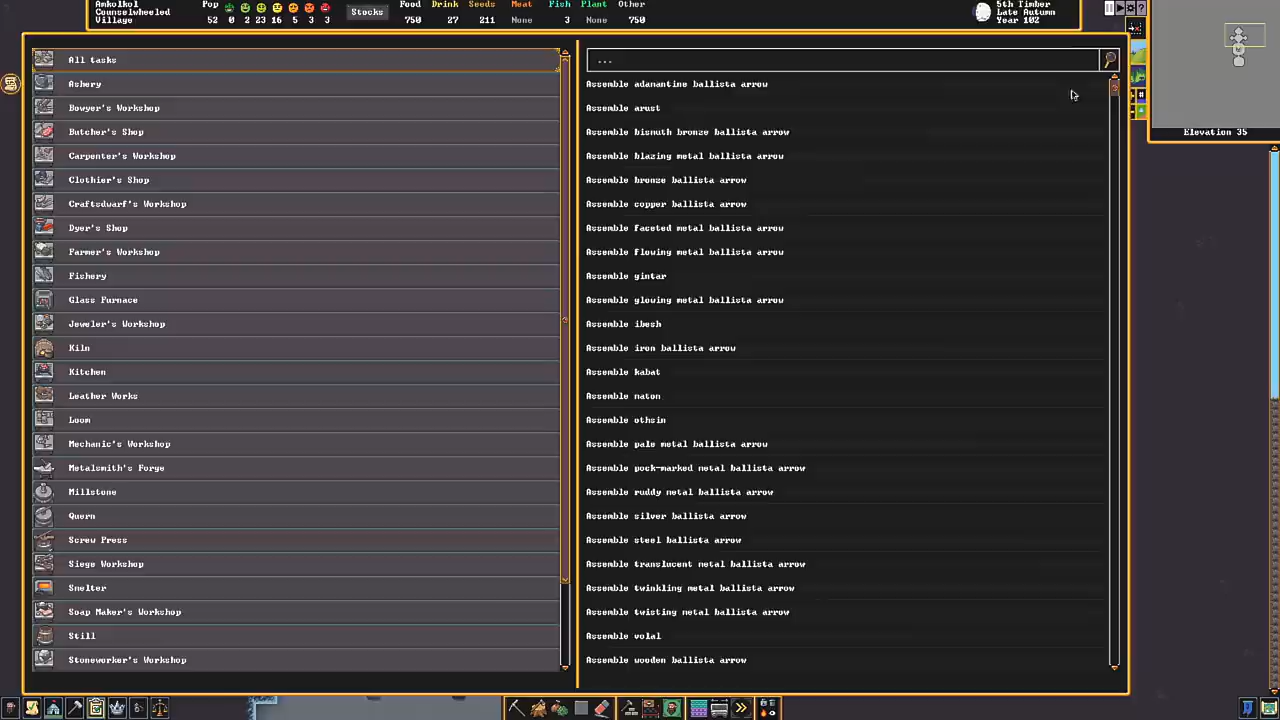 Amkolkol
Counselwheeled
Village
Pop
52 0 2 23 16 5 3 3
Stocks
Food Drink Seeds Meat Fish Plant Other
750 27 211 None 3 None 750
5th Timber
Late Autumn
Year 102
Elevation 35
All tasks
Ashery
Bowyer's Workshop
Butcher's Shop
Carpenter's Workshop
Clothier's Shop
Craftsdwarf's Workshop
Dyer's Shop
Farmer's Workshop
Fishery
Glass Furnace
Jeweler's Workshop
Kiln
Kitchen
Leather Works
Loom
Mechanic's Workshop
Metalsmith's Forge
Millstone
Quern
Screw Press
Siege Workshop
Smelter
Soap Maker's Workshop
Still
Stoneworker's Workshop
...
Assemble adamantine ballista arrow
Assemble arust
Assemble bismuth bronze ballista arrow
Assemble blazing metal ballista arrow
Assemble bronze ballista arrow
Assemble copper ballista arrow
Assemble faceted metal ballista arrow
Assemble flowing metal ballista arrow
Assemble gintar
Assemble glowing metal ballista arrow
Assemble ibesh
Assemble iron ballista arrow
Assemble kabat
Assemble naton
Assemble othsin
Assemble pale metal ballista arrow
Assemble pock-marked metal ballista arrow
Assemble ruddy metal ballista arrow
Assemble silver ballista arrow
Assemble steel ballista arrow
Assemble translucent metal ballista arrow
Assemble twinkling metal ballista arrow
Assemble twisting metal ballista arrow
Assemble volal
Assemble wooden ballista arrow